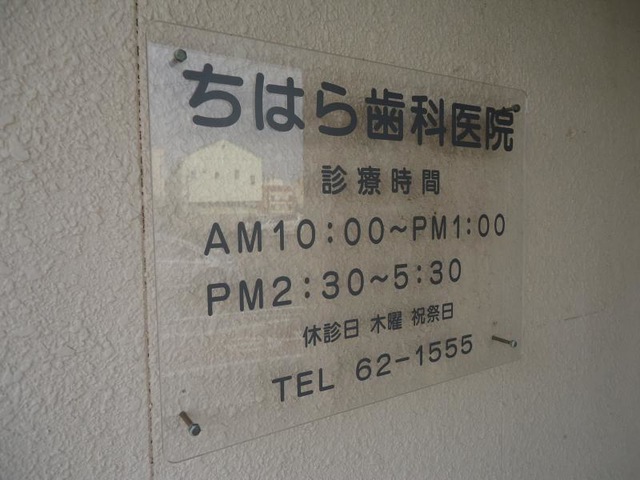 ちはら歯科医院
診療時間
AM10:00~PM1:00
PM2:30~5:30
休診日 木曜 祝祭日
TEL 62-1555